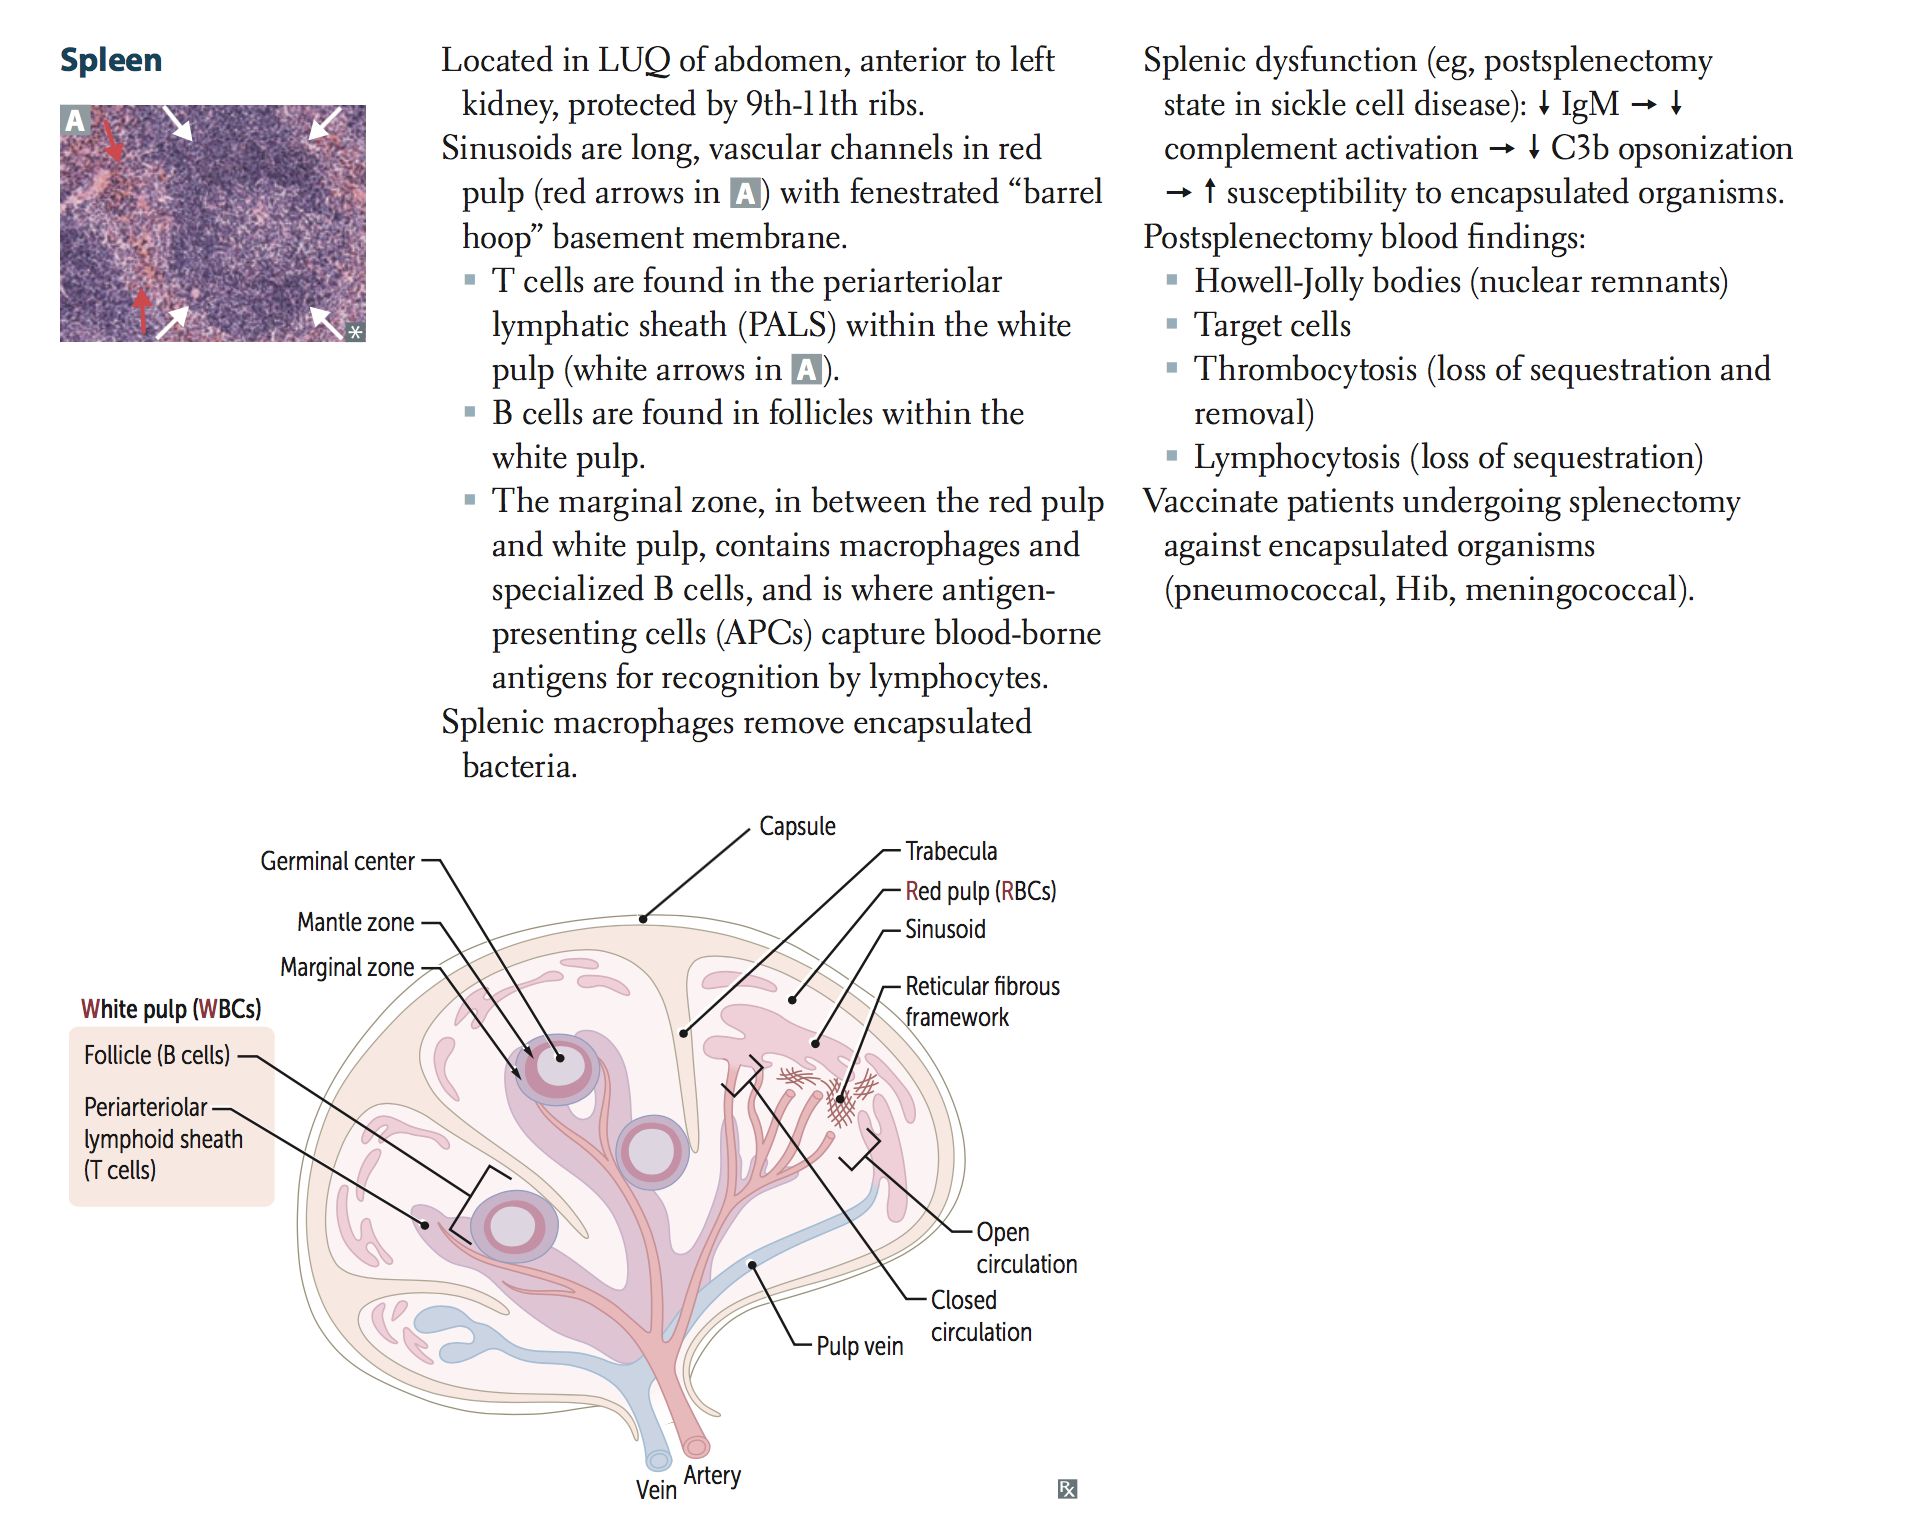 Spleen
A
*
Located in LUQ of abdomen, anterior to left
kidney, protected by 9th-11th ribs.
Sinusoids are long, vascular channels in red
pulp (red arrows in A) with fenestrated “barrel
hoop” basement membrane.
▪ T cells are found in the periarteriolar
lymphatic sheath (PALS) within the white
pulp (white arrows in A).
▪ B cells are found in follicles within the
white pulp.
▪ The marginal zone, in between the red pulp
and white pulp, contains macrophages and
specialized B cells, and is where antigen-
presenting cells (APCs) capture blood-borne
antigens for recognition by lymphocytes.
Splenic macrophages remove encapsulated
bacteria.
Splenic dysfunction (eg, postsplenectomy
state in sickle cell disease): ↓ IgM → ↓
complement activation → ↓ C3b opsonization
→ ↑ susceptibility to encapsulated organisms.
Postsplenectomy blood findings:
▪ Howell-Jolly bodies (nuclear remnants)
▪ Target cells
▪ Thrombocytosis (loss of sequestration and
removal)
▪ Lymphocytosis (loss of sequestration)
Vaccinate patients undergoing splenectomy
against encapsulated organisms
(pneumococcal, Hib, meningococcal).
Capsule
Germinal center
Mantle zone
Marginal zone
White pulp (WBCs)
Follicle (B cells)
Periarteriolar
lymphoid sheath
(T cells)
Trabecula
Red pulp (RBCs)
Sinusoid
Reticular fibrous
framework
Open
circulation
Closed
circulation
Pulp vein
Vein
Artery
Rx